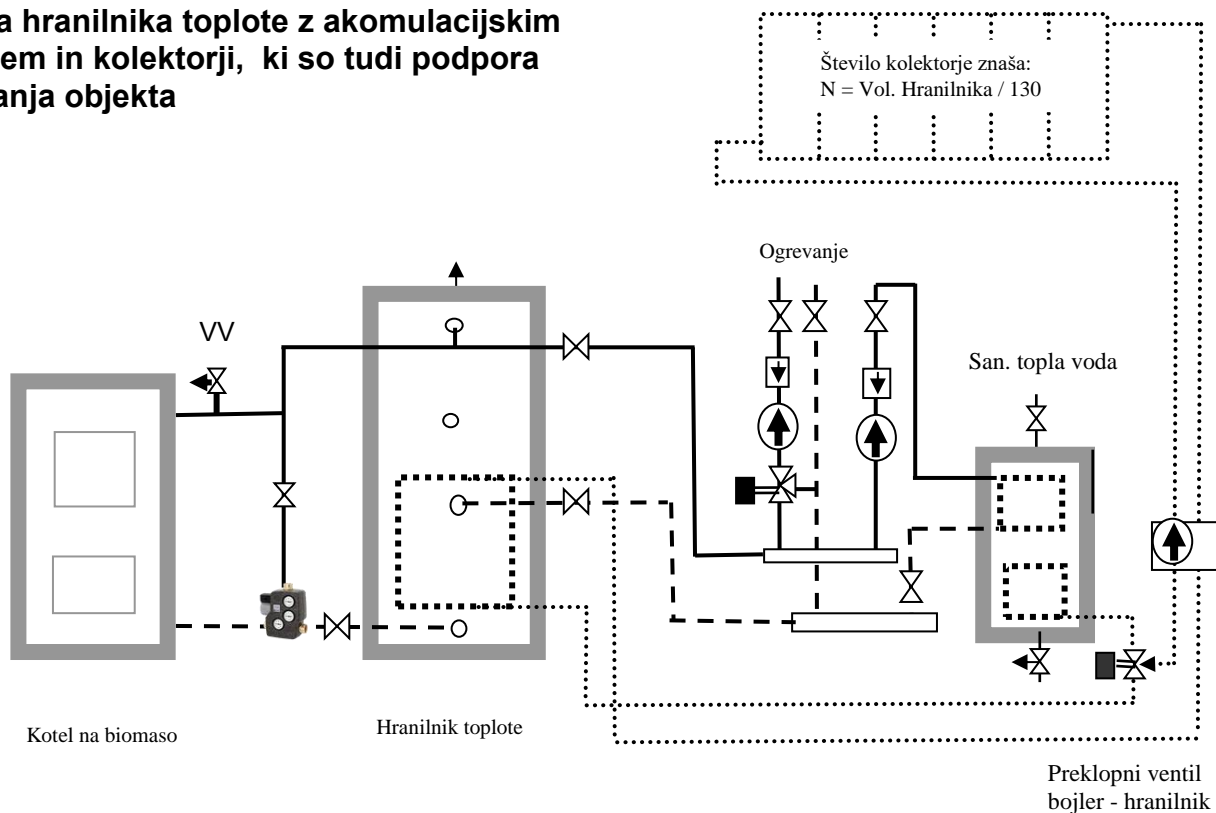 a hranilnika toplote z akomulacijskim
em in kolektorji, ki so tudi podpora
anja objekta
Število kolektorje znaša:
N = Vol. Hranilnika / 130
Ogrevanje
VV
San. topla voda
Kotel na biomaso
Hranilnik toplote
Preklopni ventil
bojler - hranilnik